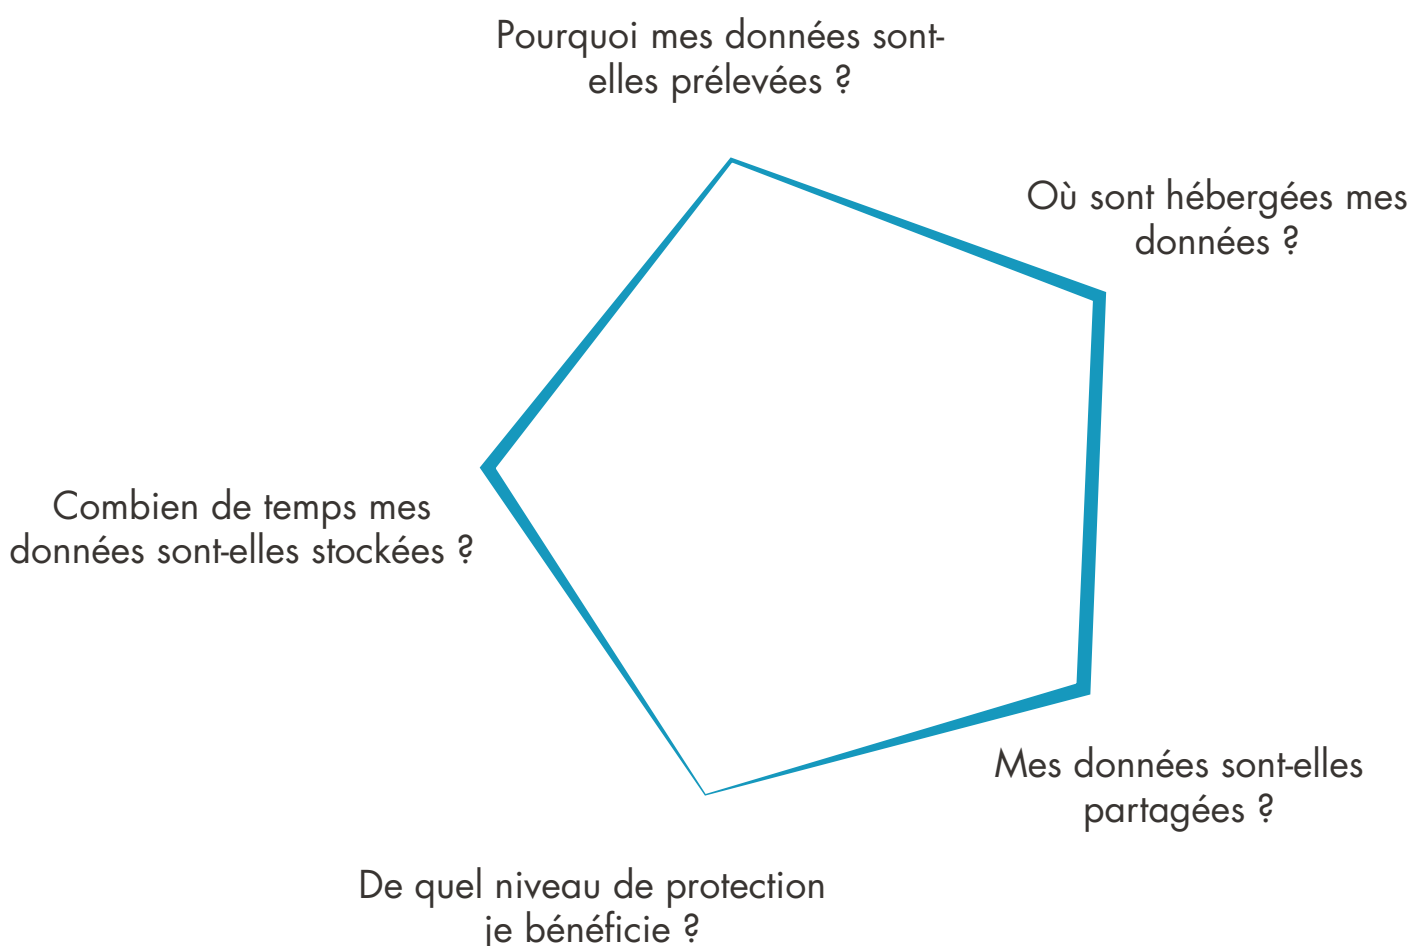 Pourquoi mes données sont-
elles prélevées ?
Où sont hébergées mes
données ?
Combien de temps mes
données sont-elles stockées ?
Mes données sont-elles
partagées ?
De quel niveau de protection
je bénéficie ?